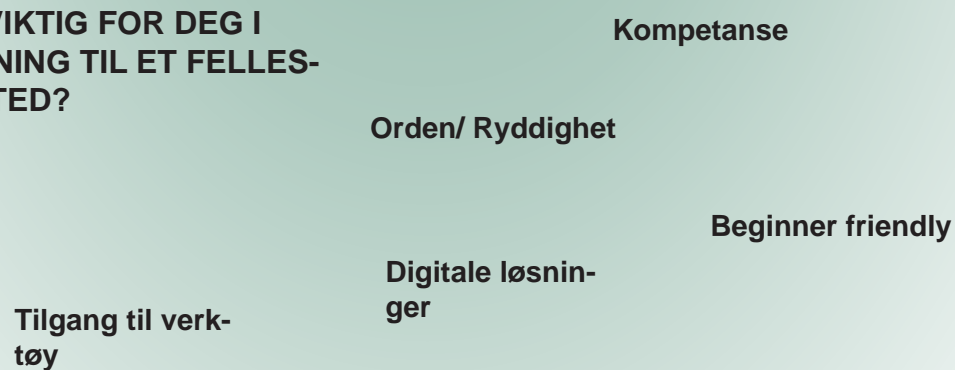 VIKTIG FOR DEG I
NING TIL ET FELLES-
TED?
Kompetanse
Orden/ Ryddighet
Beginner friendly
Digitale løsnin-
ger
Tilgang til verk-
tøy